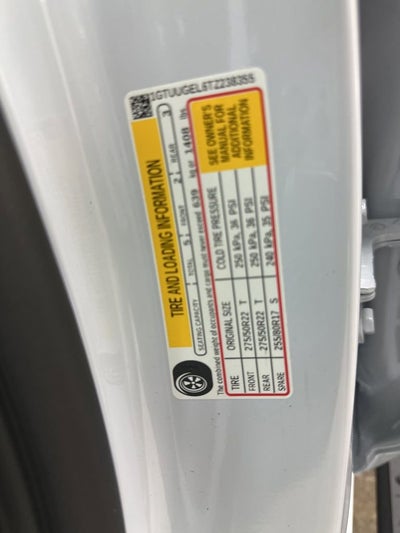 1GTUUGEL6TZ238355
TIRE AND LOADING INFORMATION
SEATING CAPACITY TOTAL 5 FRONT 2 REAR 3
The combined weight of occupants and cargo must never exceed 639 kg or 1408 lbs
TIRE ORIGINAL SIZE COLD TIRE PRESSURE
FRONT 275/50R22 T 250 kPa, 36 PSI
REAR 275/50R22 T 250 kPa, 36 PSI
SPARE 255/80R17 S 240 kPa, 35 PSI
SEE OWNER'S
MANUAL FOR
ADDITIONAL
INFORMATION